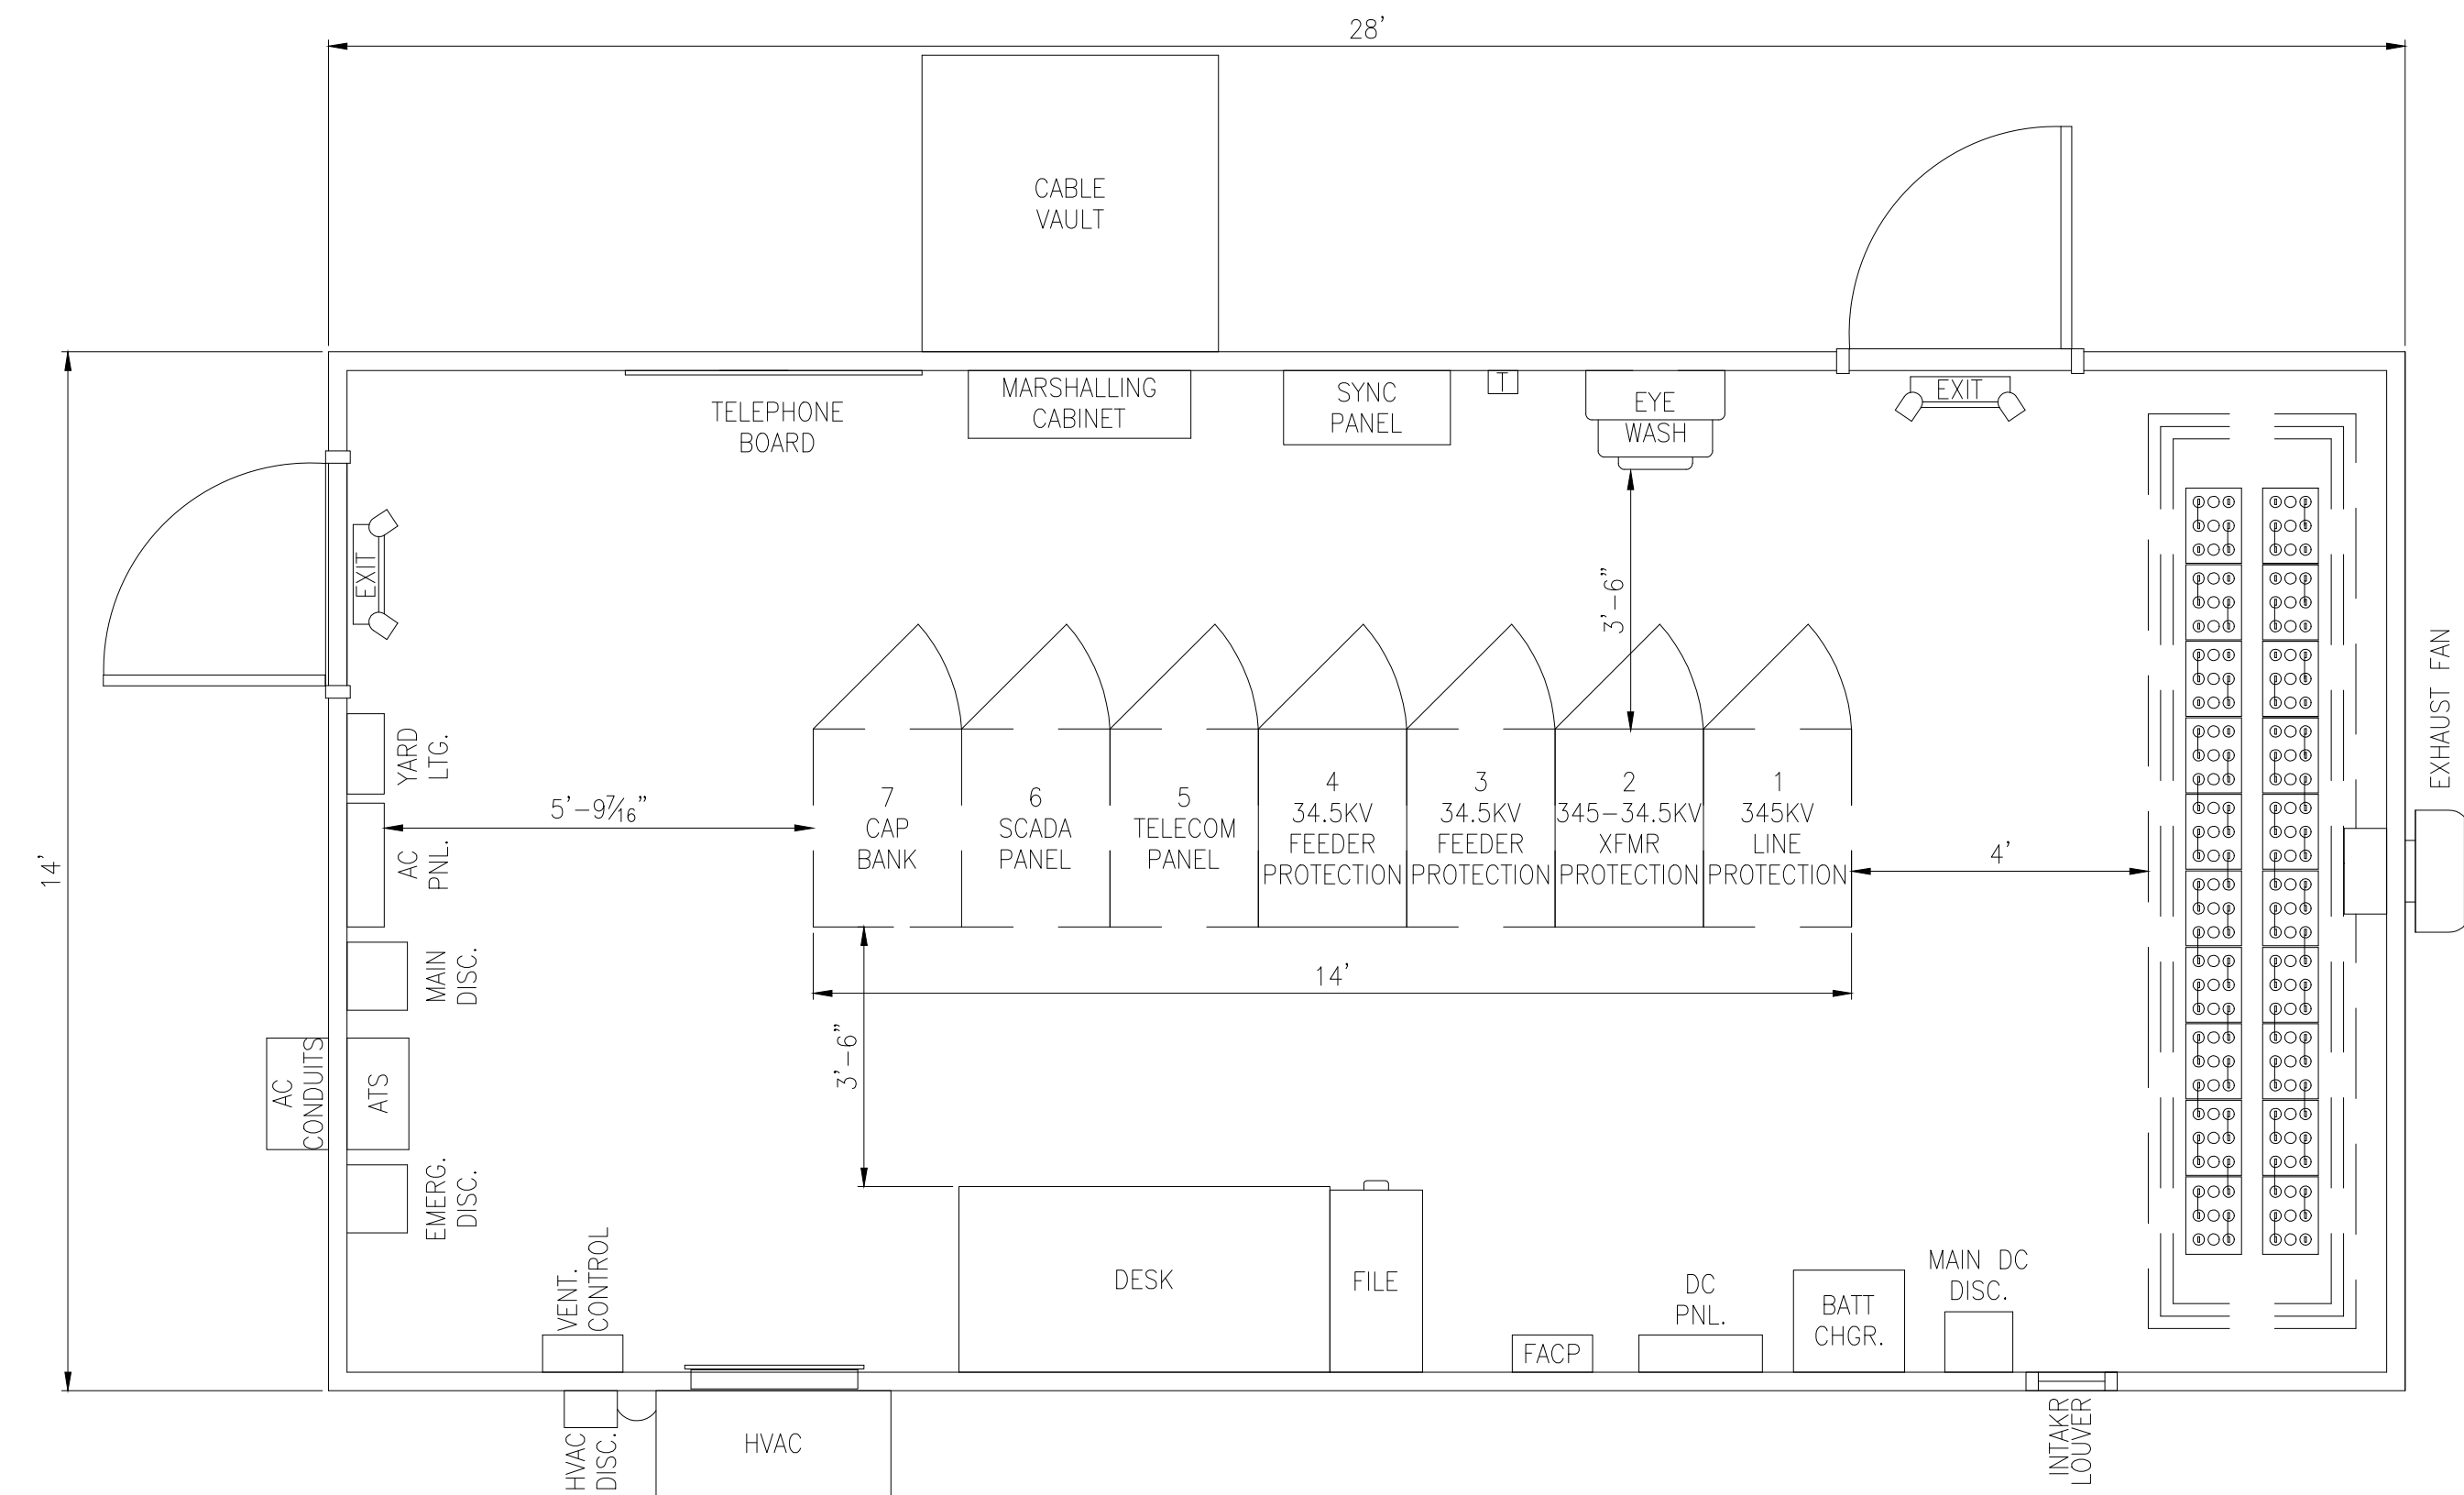 28'
CABLE
VAULT
TELEPHONE
BOARD
MARSHALLING
CABINET
SYNC
PANEL
T
EYE
WASH
EXIT
EXIT
3'-6"
14'
YARD
LTG.
AC
PNL.
5'-9 7/16"
7
CAP
BANK
6
SCADA
PANEL
5
TELECOM
PANEL
4
34.5KV
FEEDER
PROTECTION
3
34.5KV
FEEDER
PROTECTION
2
345-34.5KV
XFMR
PROTECTION
1
345KV
LINE
PROTECTION
4'
EXHAUST FAN
14'
3'-6"
MAIN
DISC.
AC
CONDUITS
ATS
EMERG.
DISC.
VENT.
CONTROL
DESK
FILE
FACP
DC
PNL.
BATT
CHGR.
MAIN DC
DISC.
HVAC
DISC.
HVAC
INTAKR
LOUVER